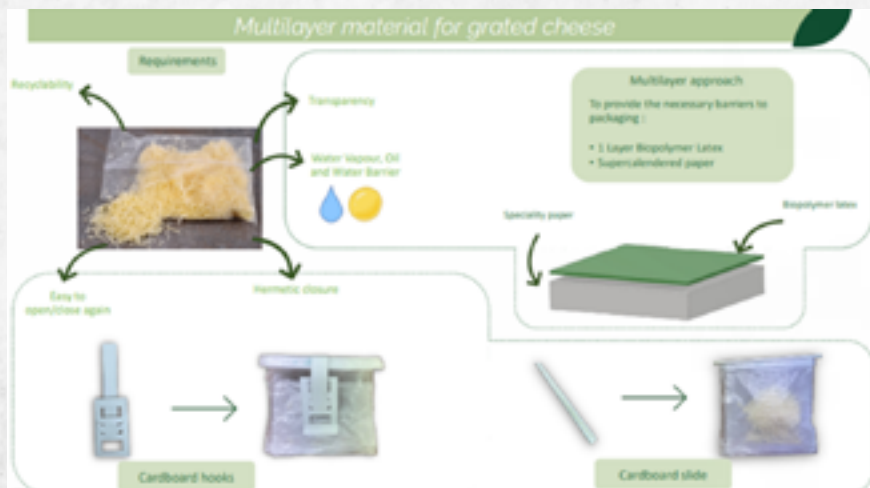 Multilayer material for grated cheese
Requirements
Recyclability
Transparency
Water Vapour, Oil
and Water Barrier
Easy to
open/close again
Hermetic closure
Multilayer approach
To provide the necessary barriers to
packaging :
• 1 Layer Biopolymer Latex
• Supercalendered paper
Speciality paper
Biopolymer latex
Cardboard hooks
Cardboard slide